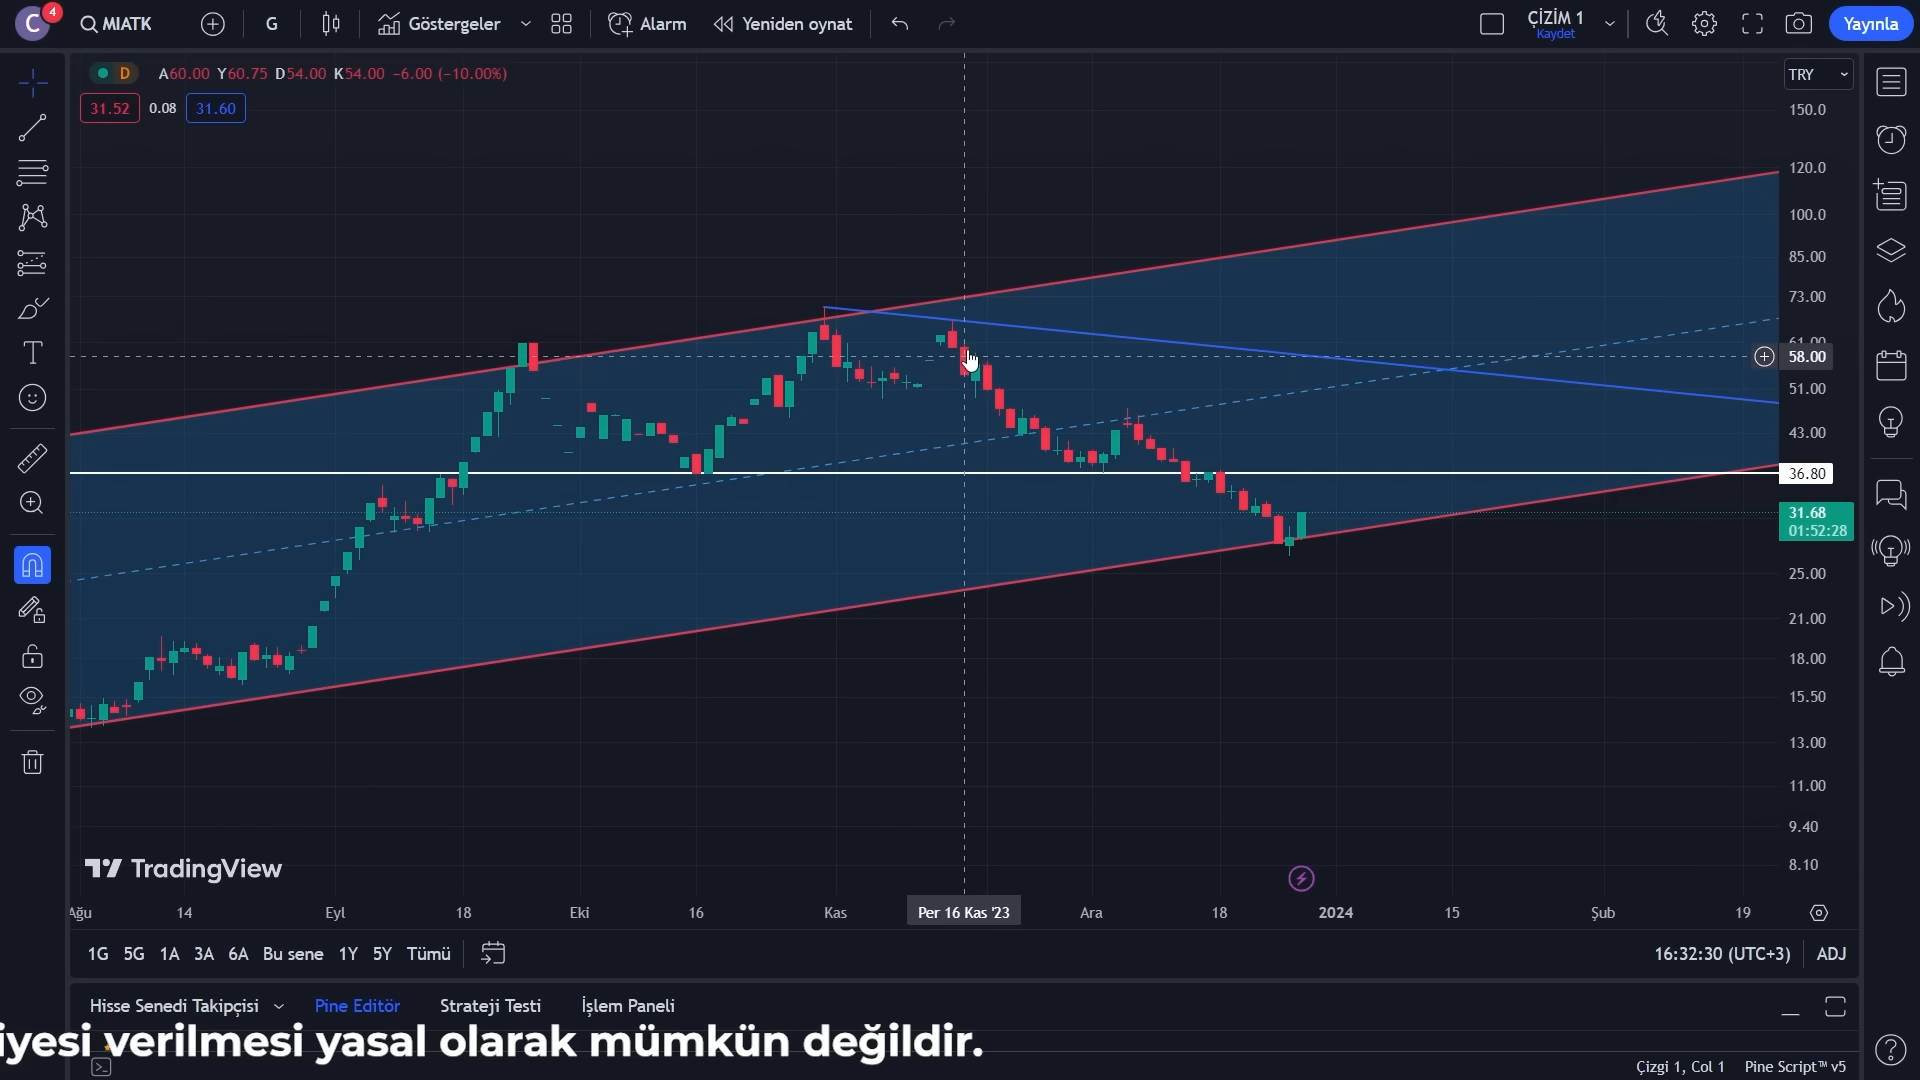 C 4 MIATK G Göstergeler Alarm Yeniden oynat ÇİZİM 1 Kaydet Yayınla
D A60.00 Y60.75 D54.00 K54.00 -6.00 (-10.00%)
TRY
31.52 0.08 31.60
150.0
120.0
100.0
85.00
73.00
61.00
58.00
51.00
43.00
36.80
31.68
01:52:28
25.00
21.00
18.00
15.50
13.00
11.00
9.40
8.10
TradingView
Ağu 14 Eyl 18 Eki 16 Kas Per 16 Kas '23 Ara 18 2024 15 Şub 19
1G 5G 1A 3A 6A Bu sene 1Y 5Y Tümü 16:32:30 (UTC+3) ADJ
Hisse Senedi Takipçisi Pine Editör Strateji Testi İşlem Paneli
iyesi verilmesi yasal olarak mümkün değildir.
Çizgi 1, Col 1 Pine Script™ v5